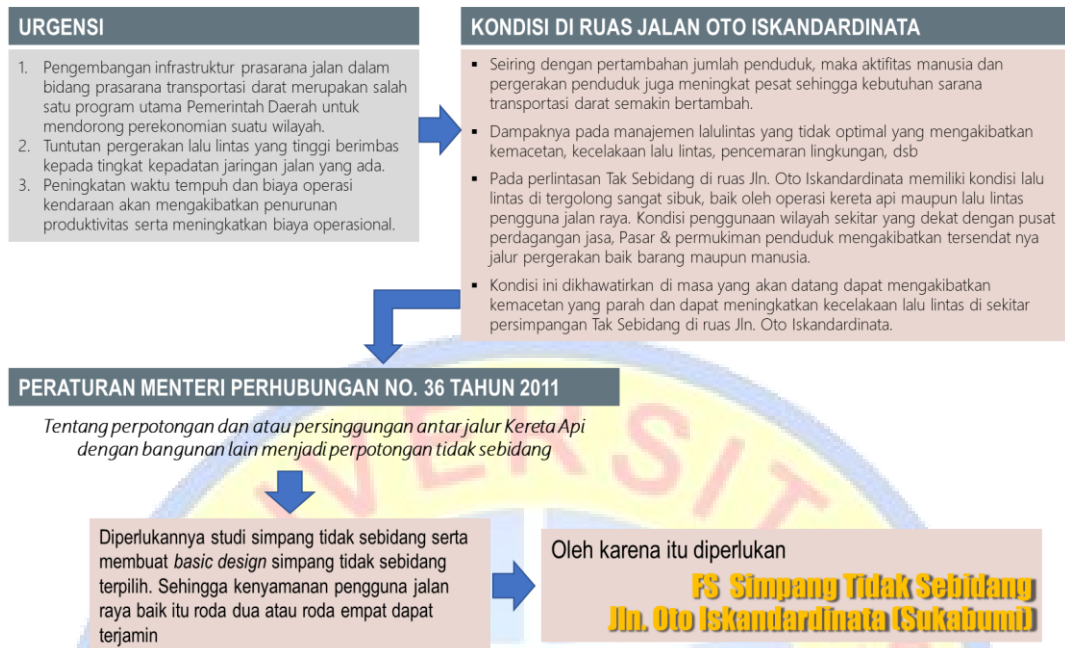 URGENSI
1. Pengembangan infrastruktur prasarana jalan dalam
bidang prasarana transportasi darat merupakan salah
satu program utama Pemerintah Daerah untuk
mendorong perekonomian suatu wilayah.
2. Tuntutan pergerakan lalu lintas yang tinggi berimbas
kepada tingkat kepadatan jaringan jalan yang ada.
3. Peningkatan waktu tempuh dan biaya operasi
kendaraan akan mengakibatkan penurunan
produktivitas serta meningkatkan biaya operasional.
KONDISI DI RUAS JALAN OTO ISKANDARDINATA
▪ Seiring dengan pertambahan jumlah penduduk, maka aktifitas manusia dan
pergerakan penduduk juga meningkat pesat sehingga kebutuhan sarana
transportasi darat semakin bertambah.
▪ Dampaknya pada manajemen lalulintas yang tidak optimal yang mengakibatkan
kemacetan, kecelakaan lalu lintas, pencemaran lingkungan, dsb
▪ Pada perlintasan Tak Sebidang di ruas Jln. Oto Iskandardinata memiliki kondisi lalu
lintas di tergolong sangat sibuk, baik oleh operasi kereta api maupun lalu lintas
pengguna jalan raya. Kondisi penggunaan wilayah sekitar yang dekat dengan pusat
perdagangan jasa, Pasar & permukiman penduduk mengakibatkan tersendat nya
jalur pergerakan baik barang maupun manusia.
▪ Kondisi ini dikhawatirkan di masa yang akan datang dapat mengakibatkan
kemacetan yang parah dan dapat meningkatkan kecelakaan lalu lintas di sekitar
persimpangan Tak Sebidang di ruas Jln. Oto Iskandardinata.
PERATURAN MENTERI PERHUBUNGAN NO. 36 TAHUN 2011
Tentang perpotongan dan atau persinggungan antar jalur Kereta Api
dengan bangunan lain menjadi perpotongan tidak sebidang
VERSIT
Diperlukannya studi simpang tidak sebidang serta
membuat basic design simpang tidak sebidang
terpilih. Sehingga kenyamanan pengguna jalan
raya baik itu roda dua atau roda empat dapat
terjamin
Oleh karena itu diperlukan
FS Simpang Tidak Sebidang
Jln. Oto Iskandardinata (Sukabumi)